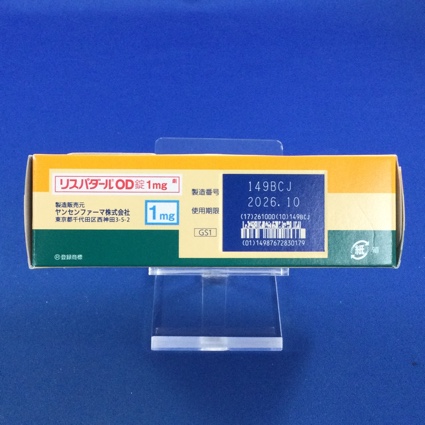 リスパダール OD錠 1mg 劇
製造販売元
ヤンセンファーマ株式会社
東京都千代田区西神田3-5-2
1mg
製造番号 149BCJ
使用期限 2026.10
(17)261000(10)149BCJ
GS1
(01)14987672830179
紙
®登録商標